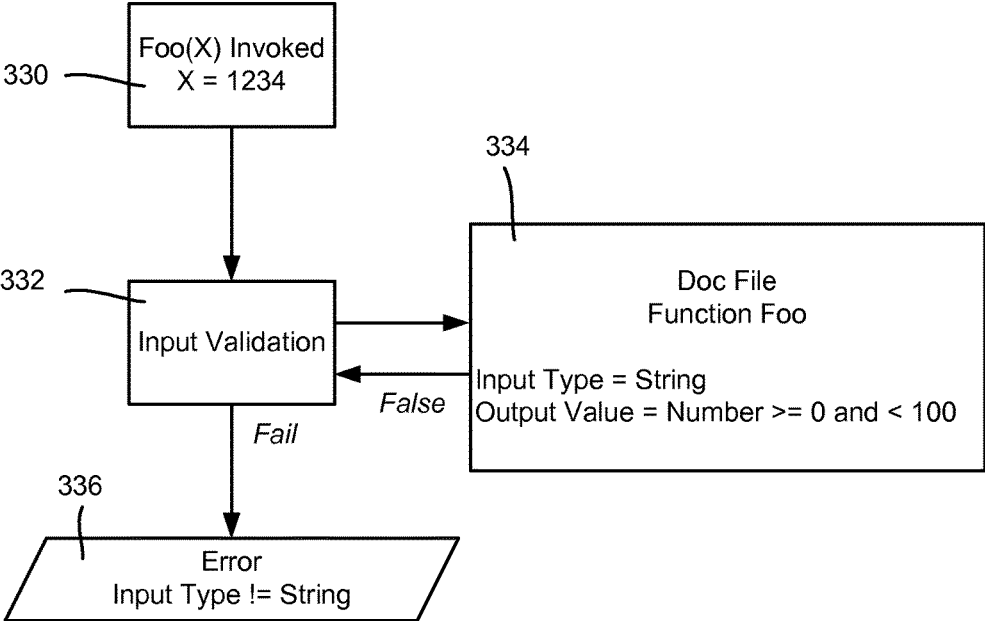 Foo(X) Invoked
X = 1234
330
334
332
Input Validation
Doc File
Function Foo
Input Type = String
Output Value = Number >= 0 and < 100
False
Fail
336
Error
Input Type != String